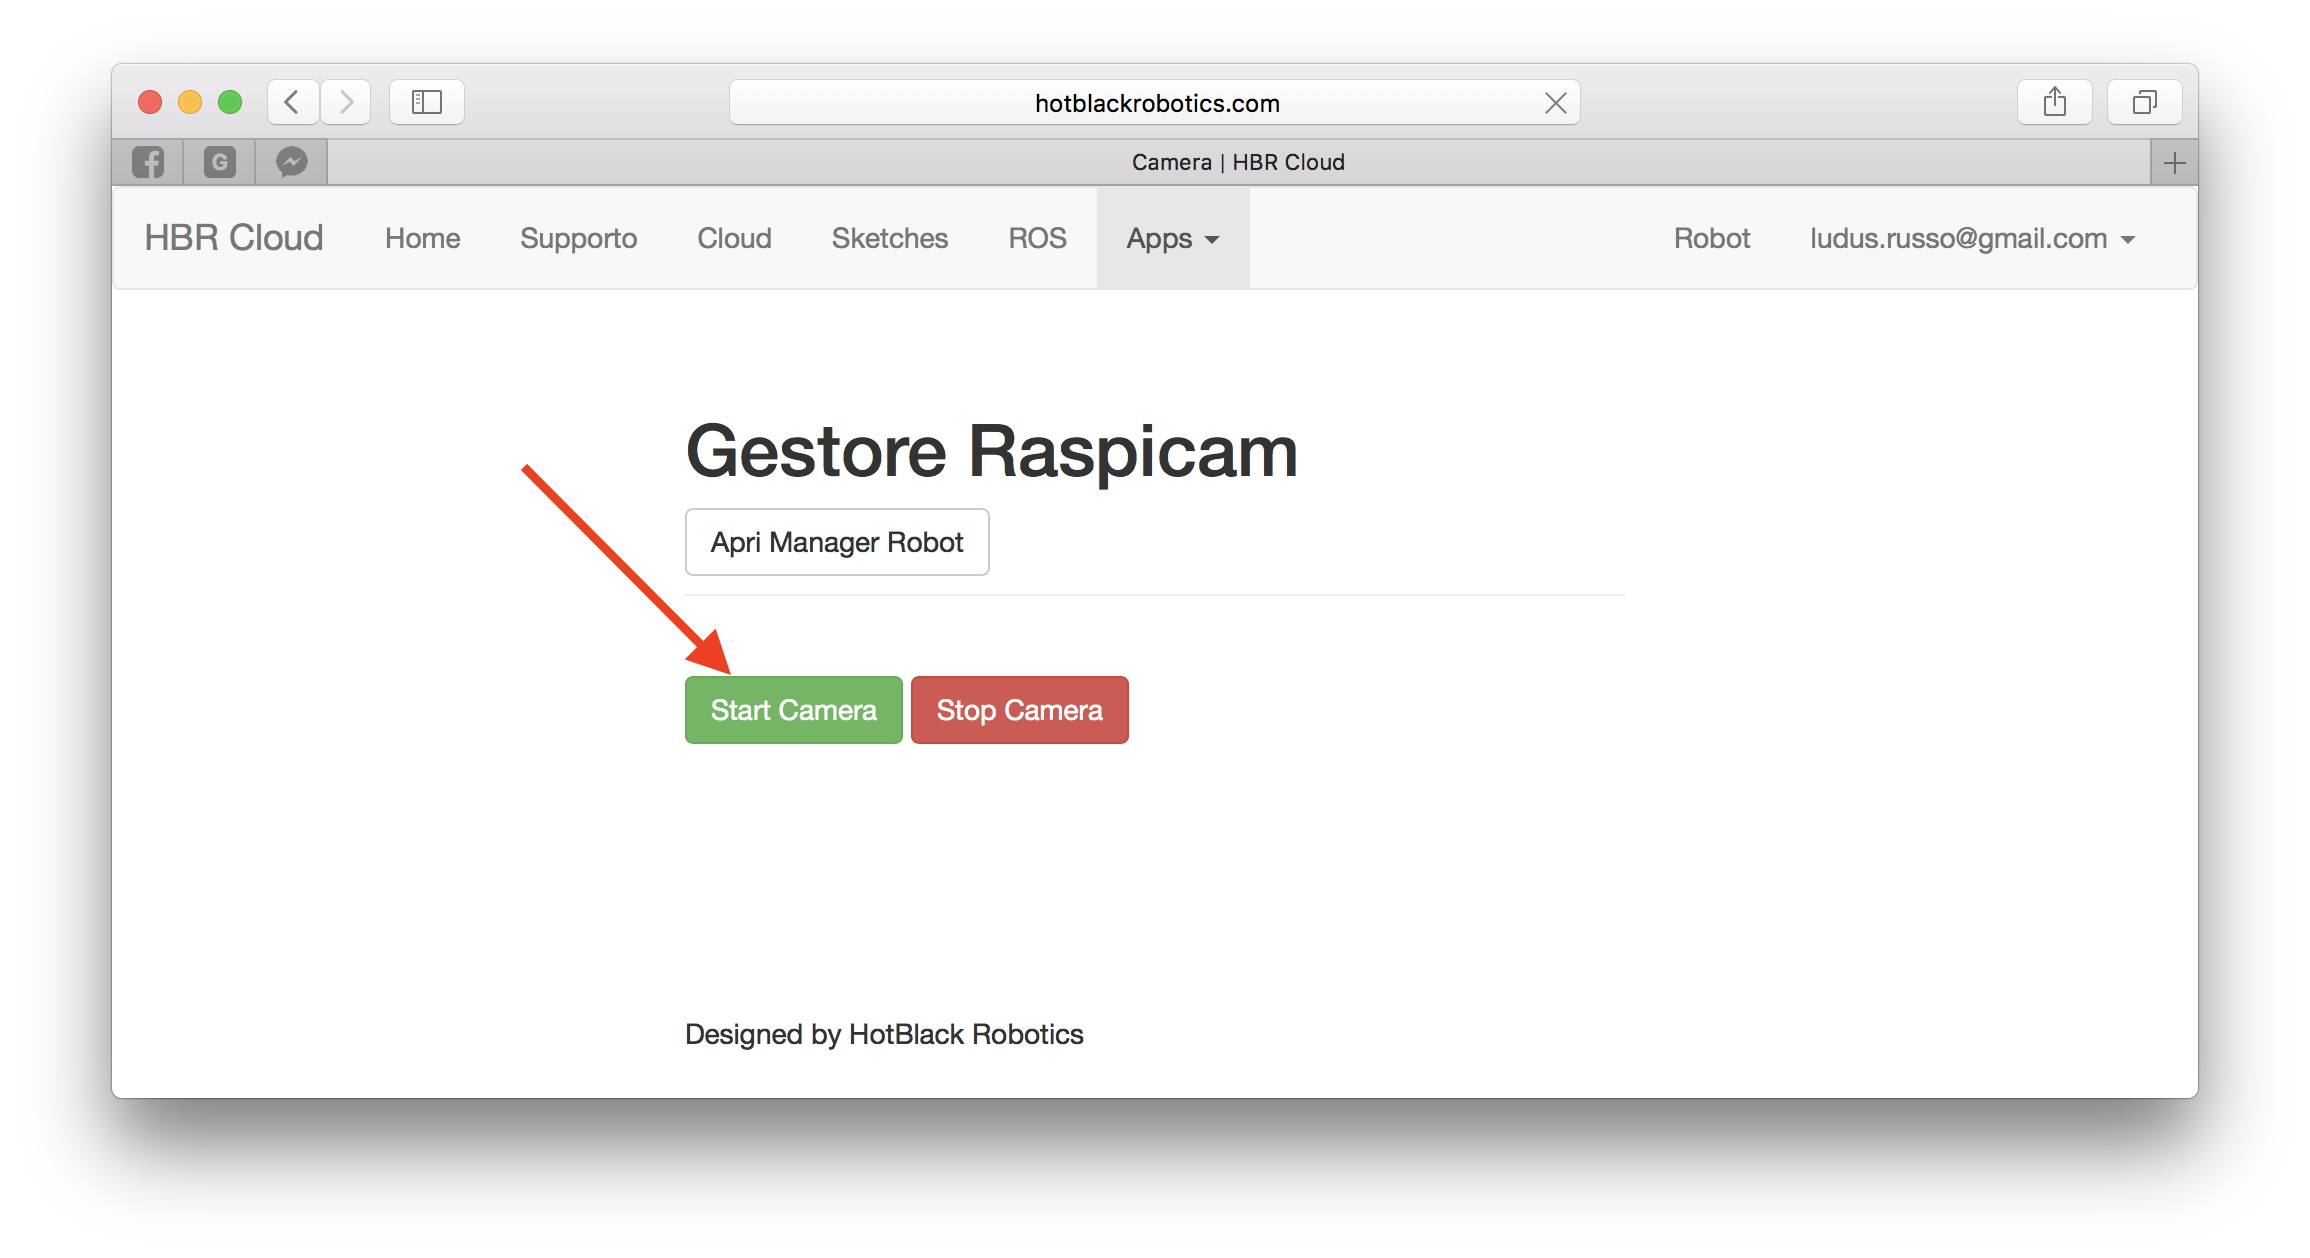 hotblackrobotics.com
G
Camera | HBR Cloud
HBR Cloud Home Supporto Cloud Sketches ROS Apps Robot ludus.russo@gmail.com
Gestore Raspicam
Apri Manager Robot
Start Camera Stop Camera
Designed by HotBlack Robotics